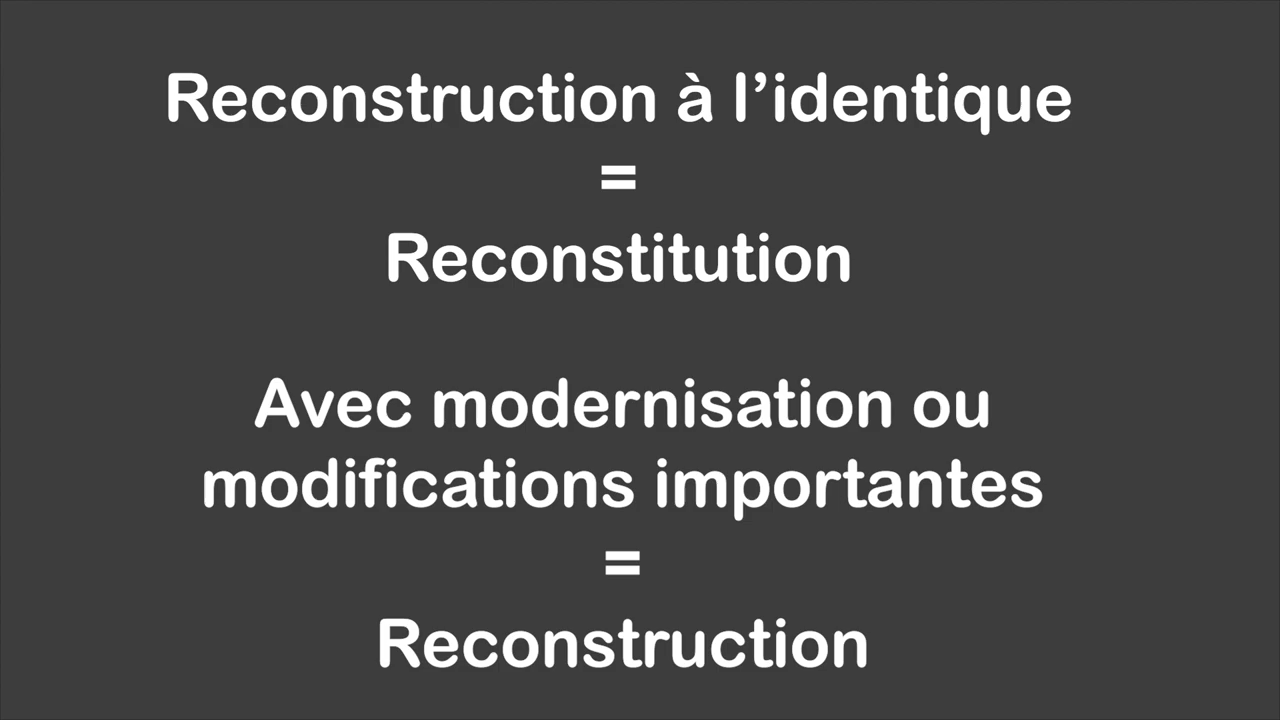 Reconstruction à l’identique
=
Reconstitution
Avec modernisation ou
modifications importantes
=
Reconstruction